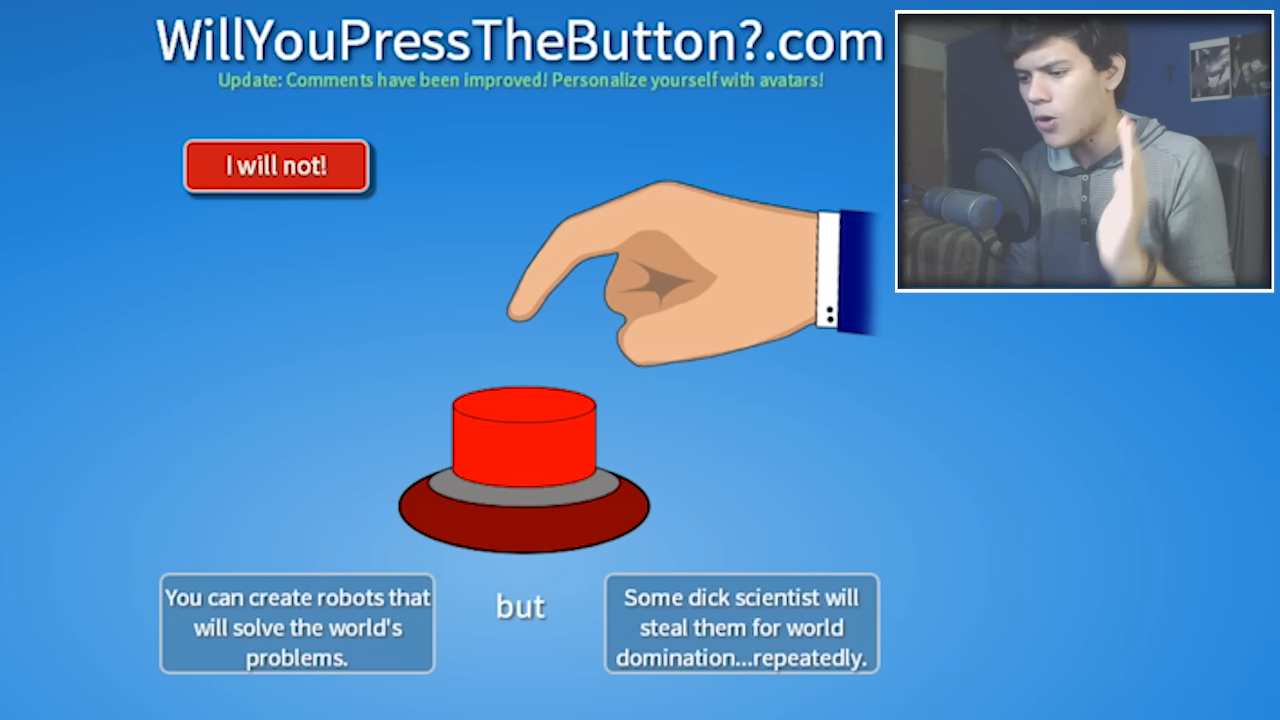 WillYouPressTheButton?.com
Update: Comments have been improved! Personalize yourself with avatars!
I will not!
You can create robots that
will solve the world's
problems.
but
Some dick scientist will
steal them for world
domination...repeatedly.